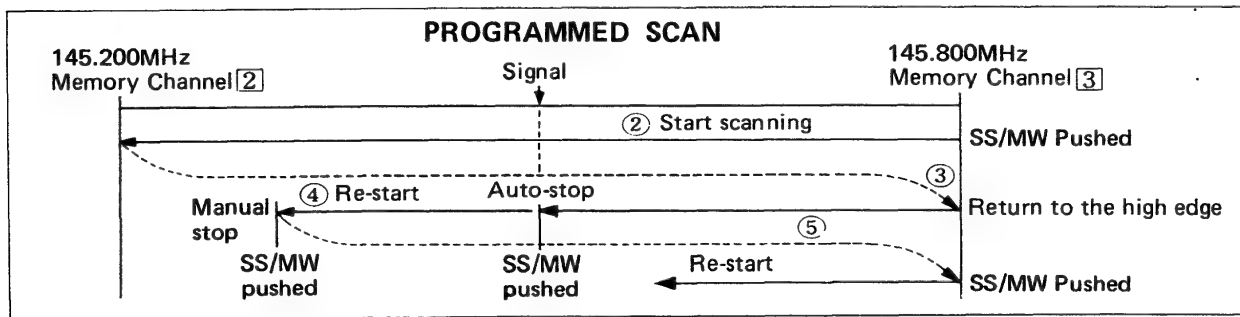 PROGRAMMED SCAN
145.200MHz
Memory Channel 2
Signal
145.800MHz
Memory Channel 3
② Start scanning
SS/MW Pushed
③
④ Re-start
Auto-stop
Manual
stop
Return to the high edge
⑤
SS/MW
pushed
SS/MW
pushed
Re-start
SS/MW Pushed